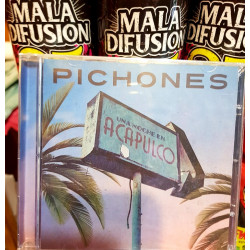 MALA
DIFUSION
MALA
DIFUSION
PICHONES
UNA NOCHE EN
ACAPULCO